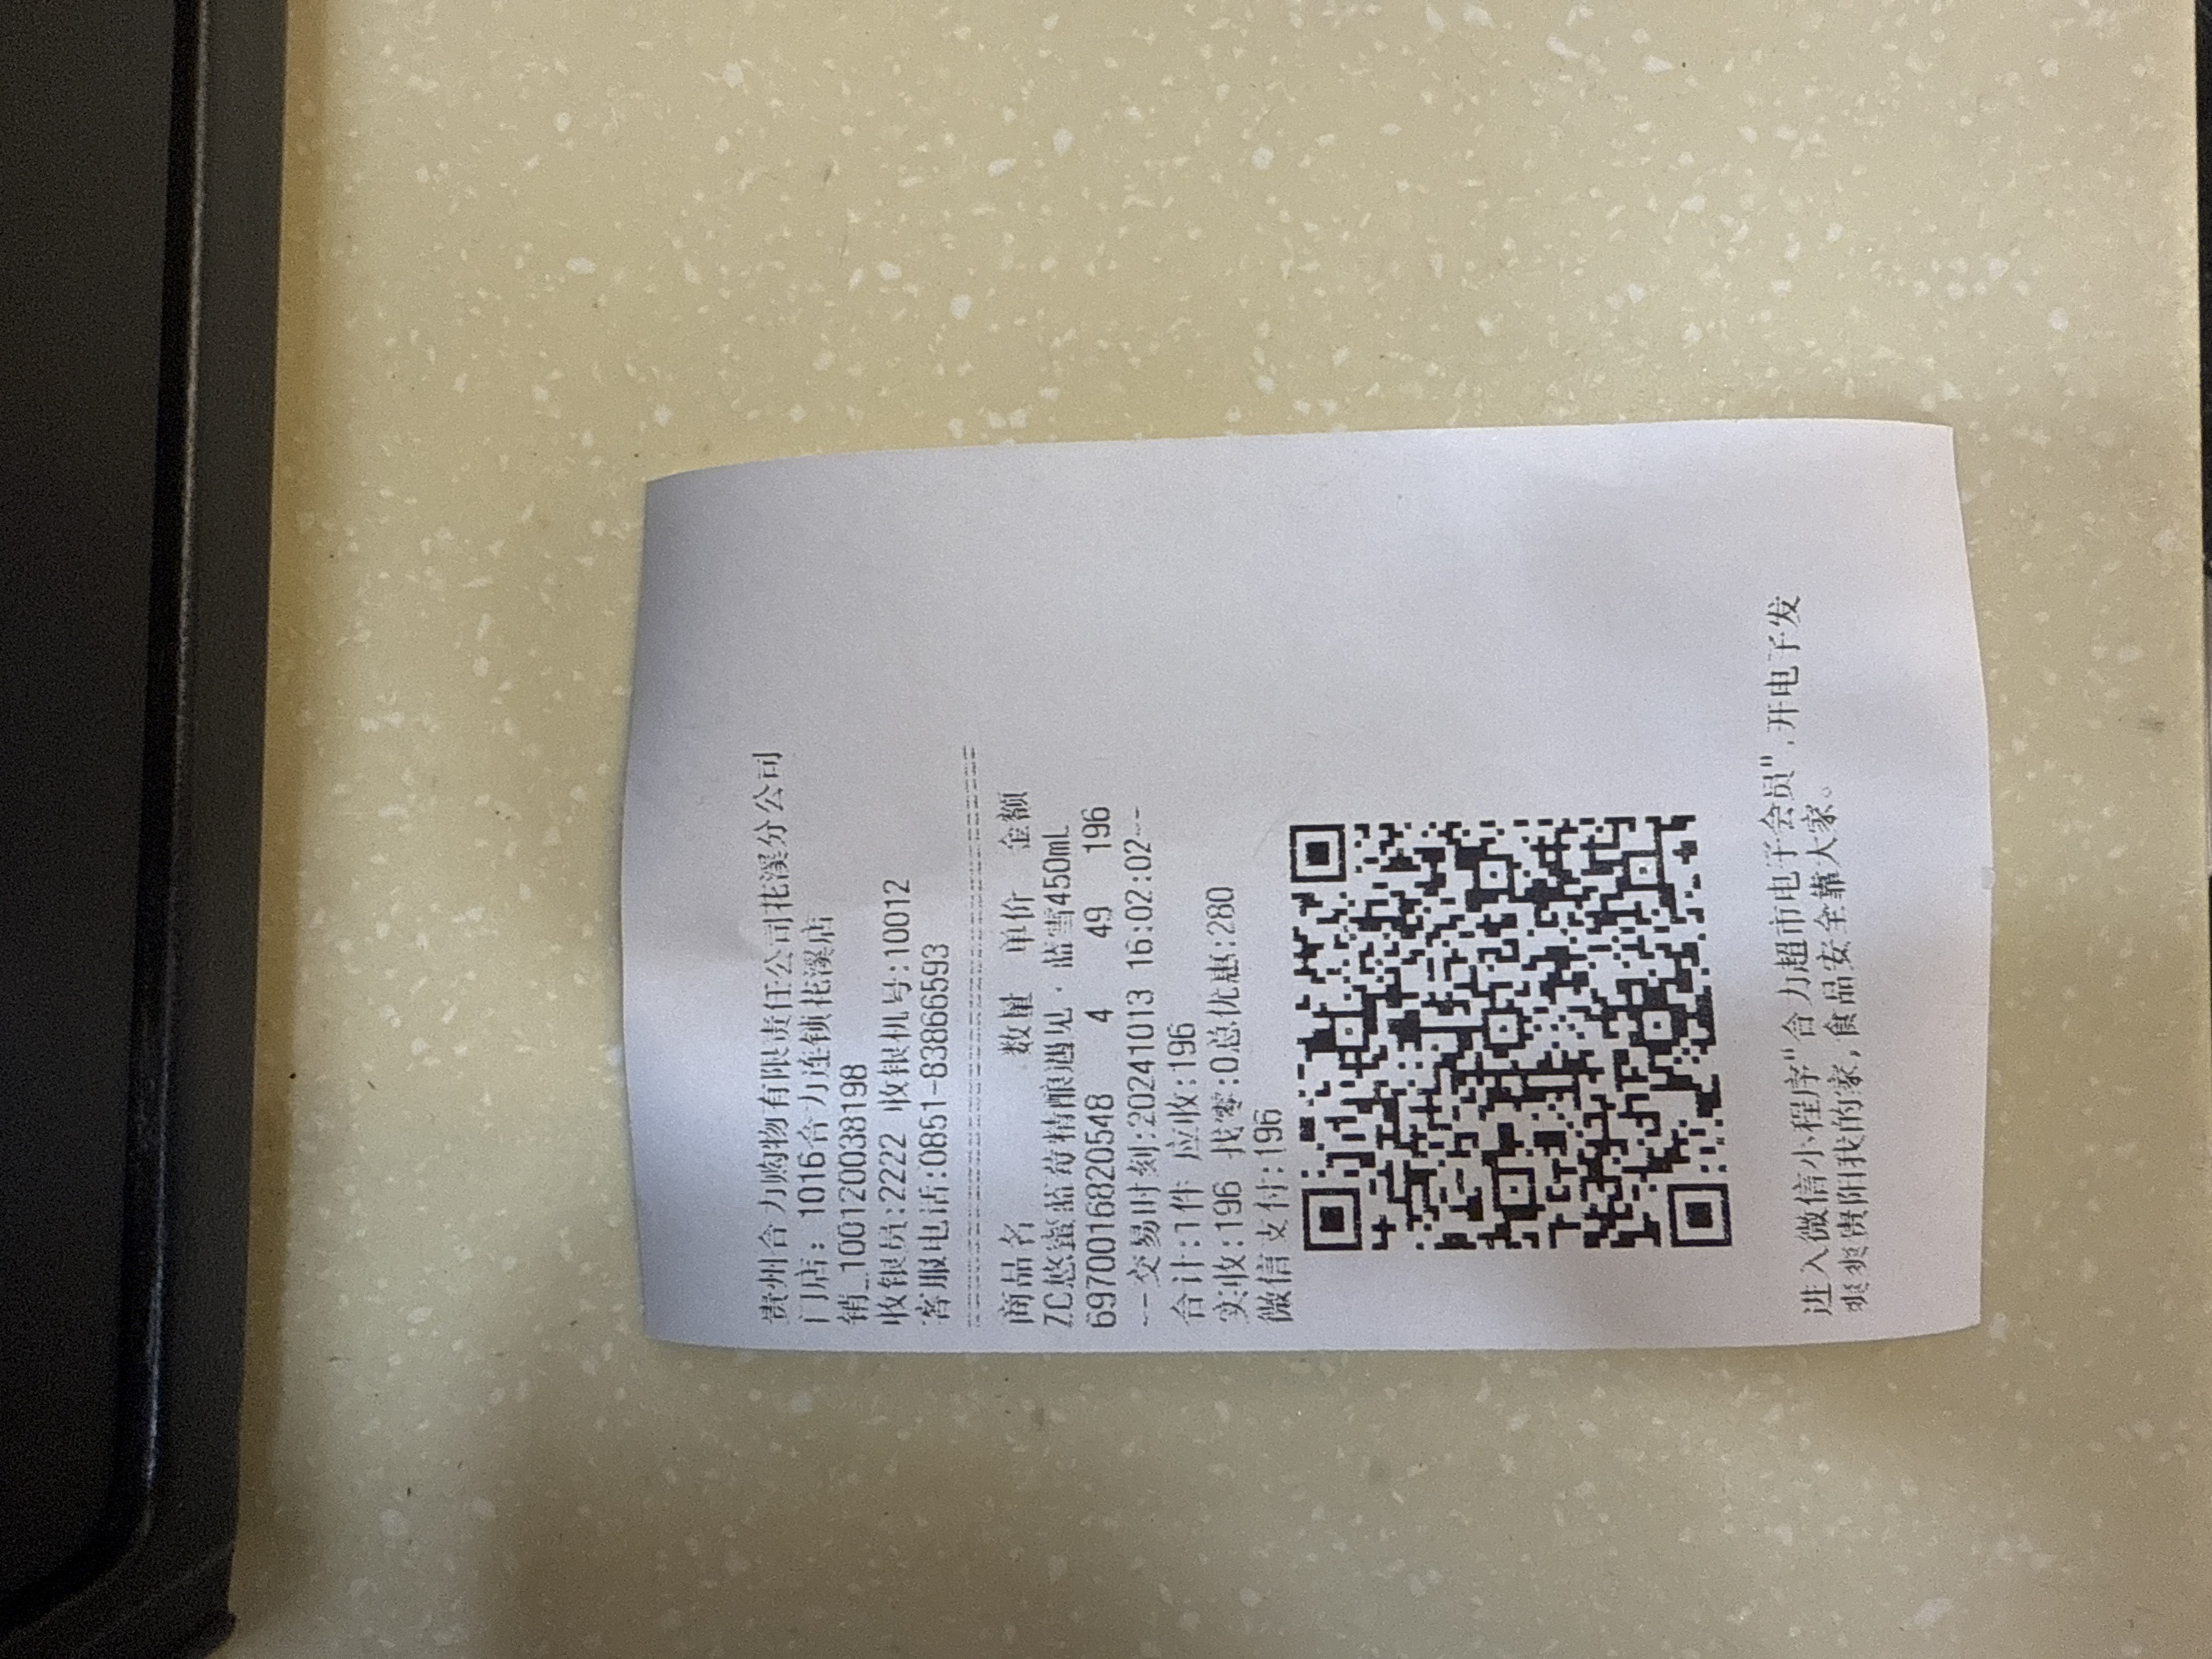 贵州合力购物有限责任公司花溪分公司
门店: 1016合力连锁花溪店
销_100120038198
收银员:22222 收银机号:10012
客服电话:0851-83866593
商品名 数量 单价 金额
ZC悠蜜蓝莓精酿遇见·蓝雪450mL
6970016820548 4 49 196
--交易时刻:20241013 16:02:02--
合计:1件 应收:196
实收:196 找零:0总优惠:280
微信支付:196
进入微信小程序"合力超市电子会员",开电子发
爽爽贵阳我的家,食品安全靠大家。